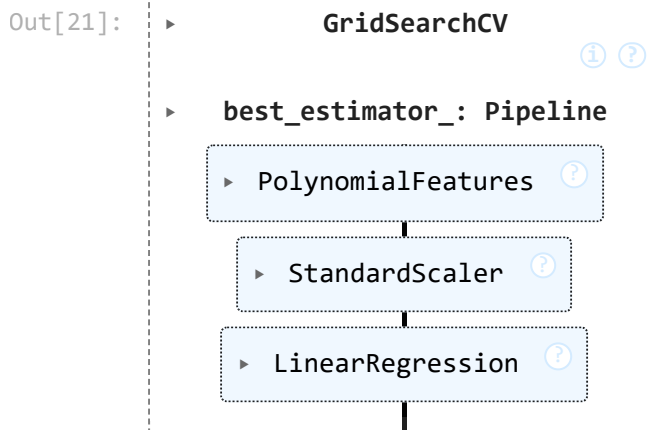 Out[21]:
▸ GridSearchCV
i ?
▸ best_estimator_: Pipeline
▸ PolynomialFeatures ?
▸ StandardScaler ?
▸ LinearRegression ?